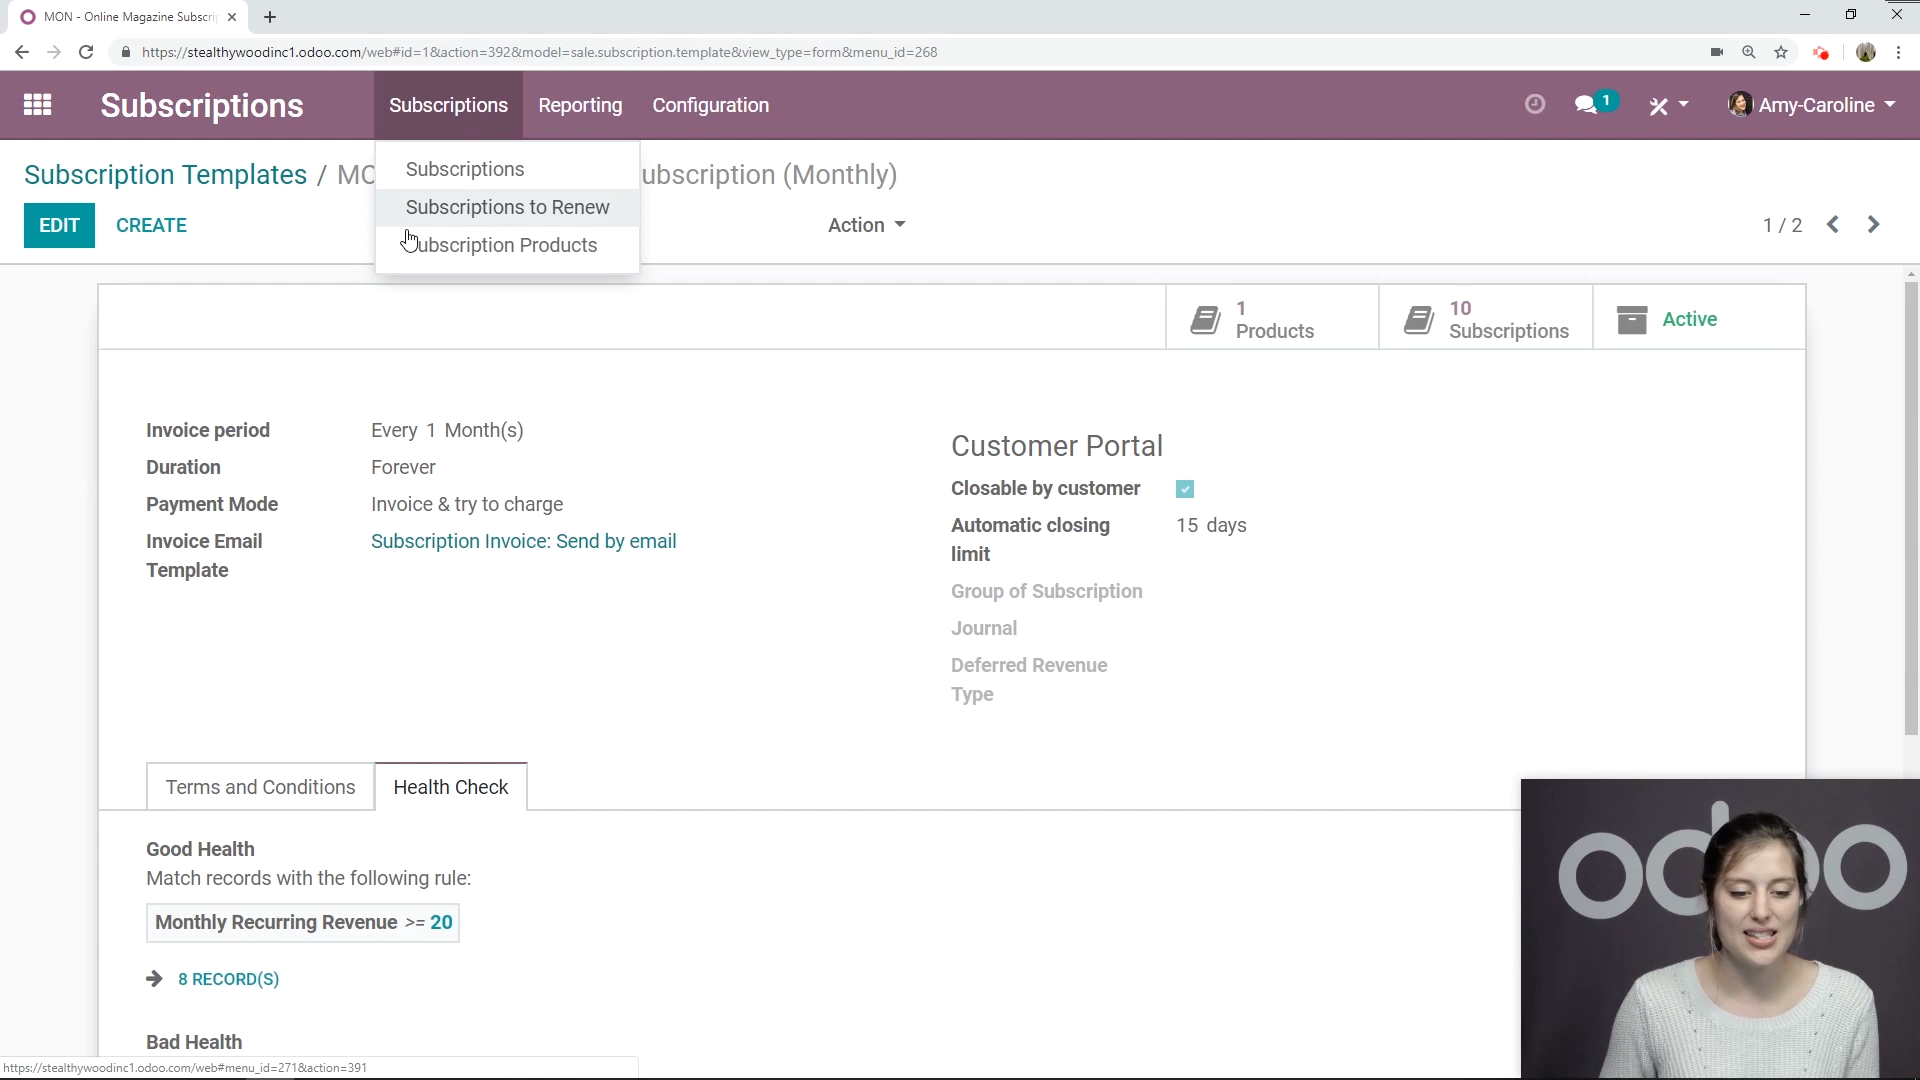 MON - Online Magazine Subscri
https://stealthywoodinc1.odoo.com/web#id=1&action=392&model=sale.subscription.template&view_type=form&menu_id=268
Subscriptions
Subscriptions
Reporting
Configuration
1
Amy-Caroline
Subscription Templates / MO
ubscription (Monthly)
Subscriptions
Subscriptions to Renew
ubscription Products
EDIT
CREATE
Action
1 / 2
1
Products
10
Subscriptions
Active
Invoice period
Every 1 Month(s)
Duration
Forever
Payment Mode
Invoice & try to charge
Invoice Email
Template
Subscription Invoice: Send by email
Customer Portal
Closable by customer
Automatic closing
limit
15 days
Group of Subscription
Journal
Deferred Revenue
Type
Terms and Conditions
Health Check
Good Health
Match records with the following rule:
Monthly Recurring Revenue >= 20
8 RECORD(S)
Bad Health
https://stealthywoodinc1.odoo.com/web#menu_id=271&action=391
odoo